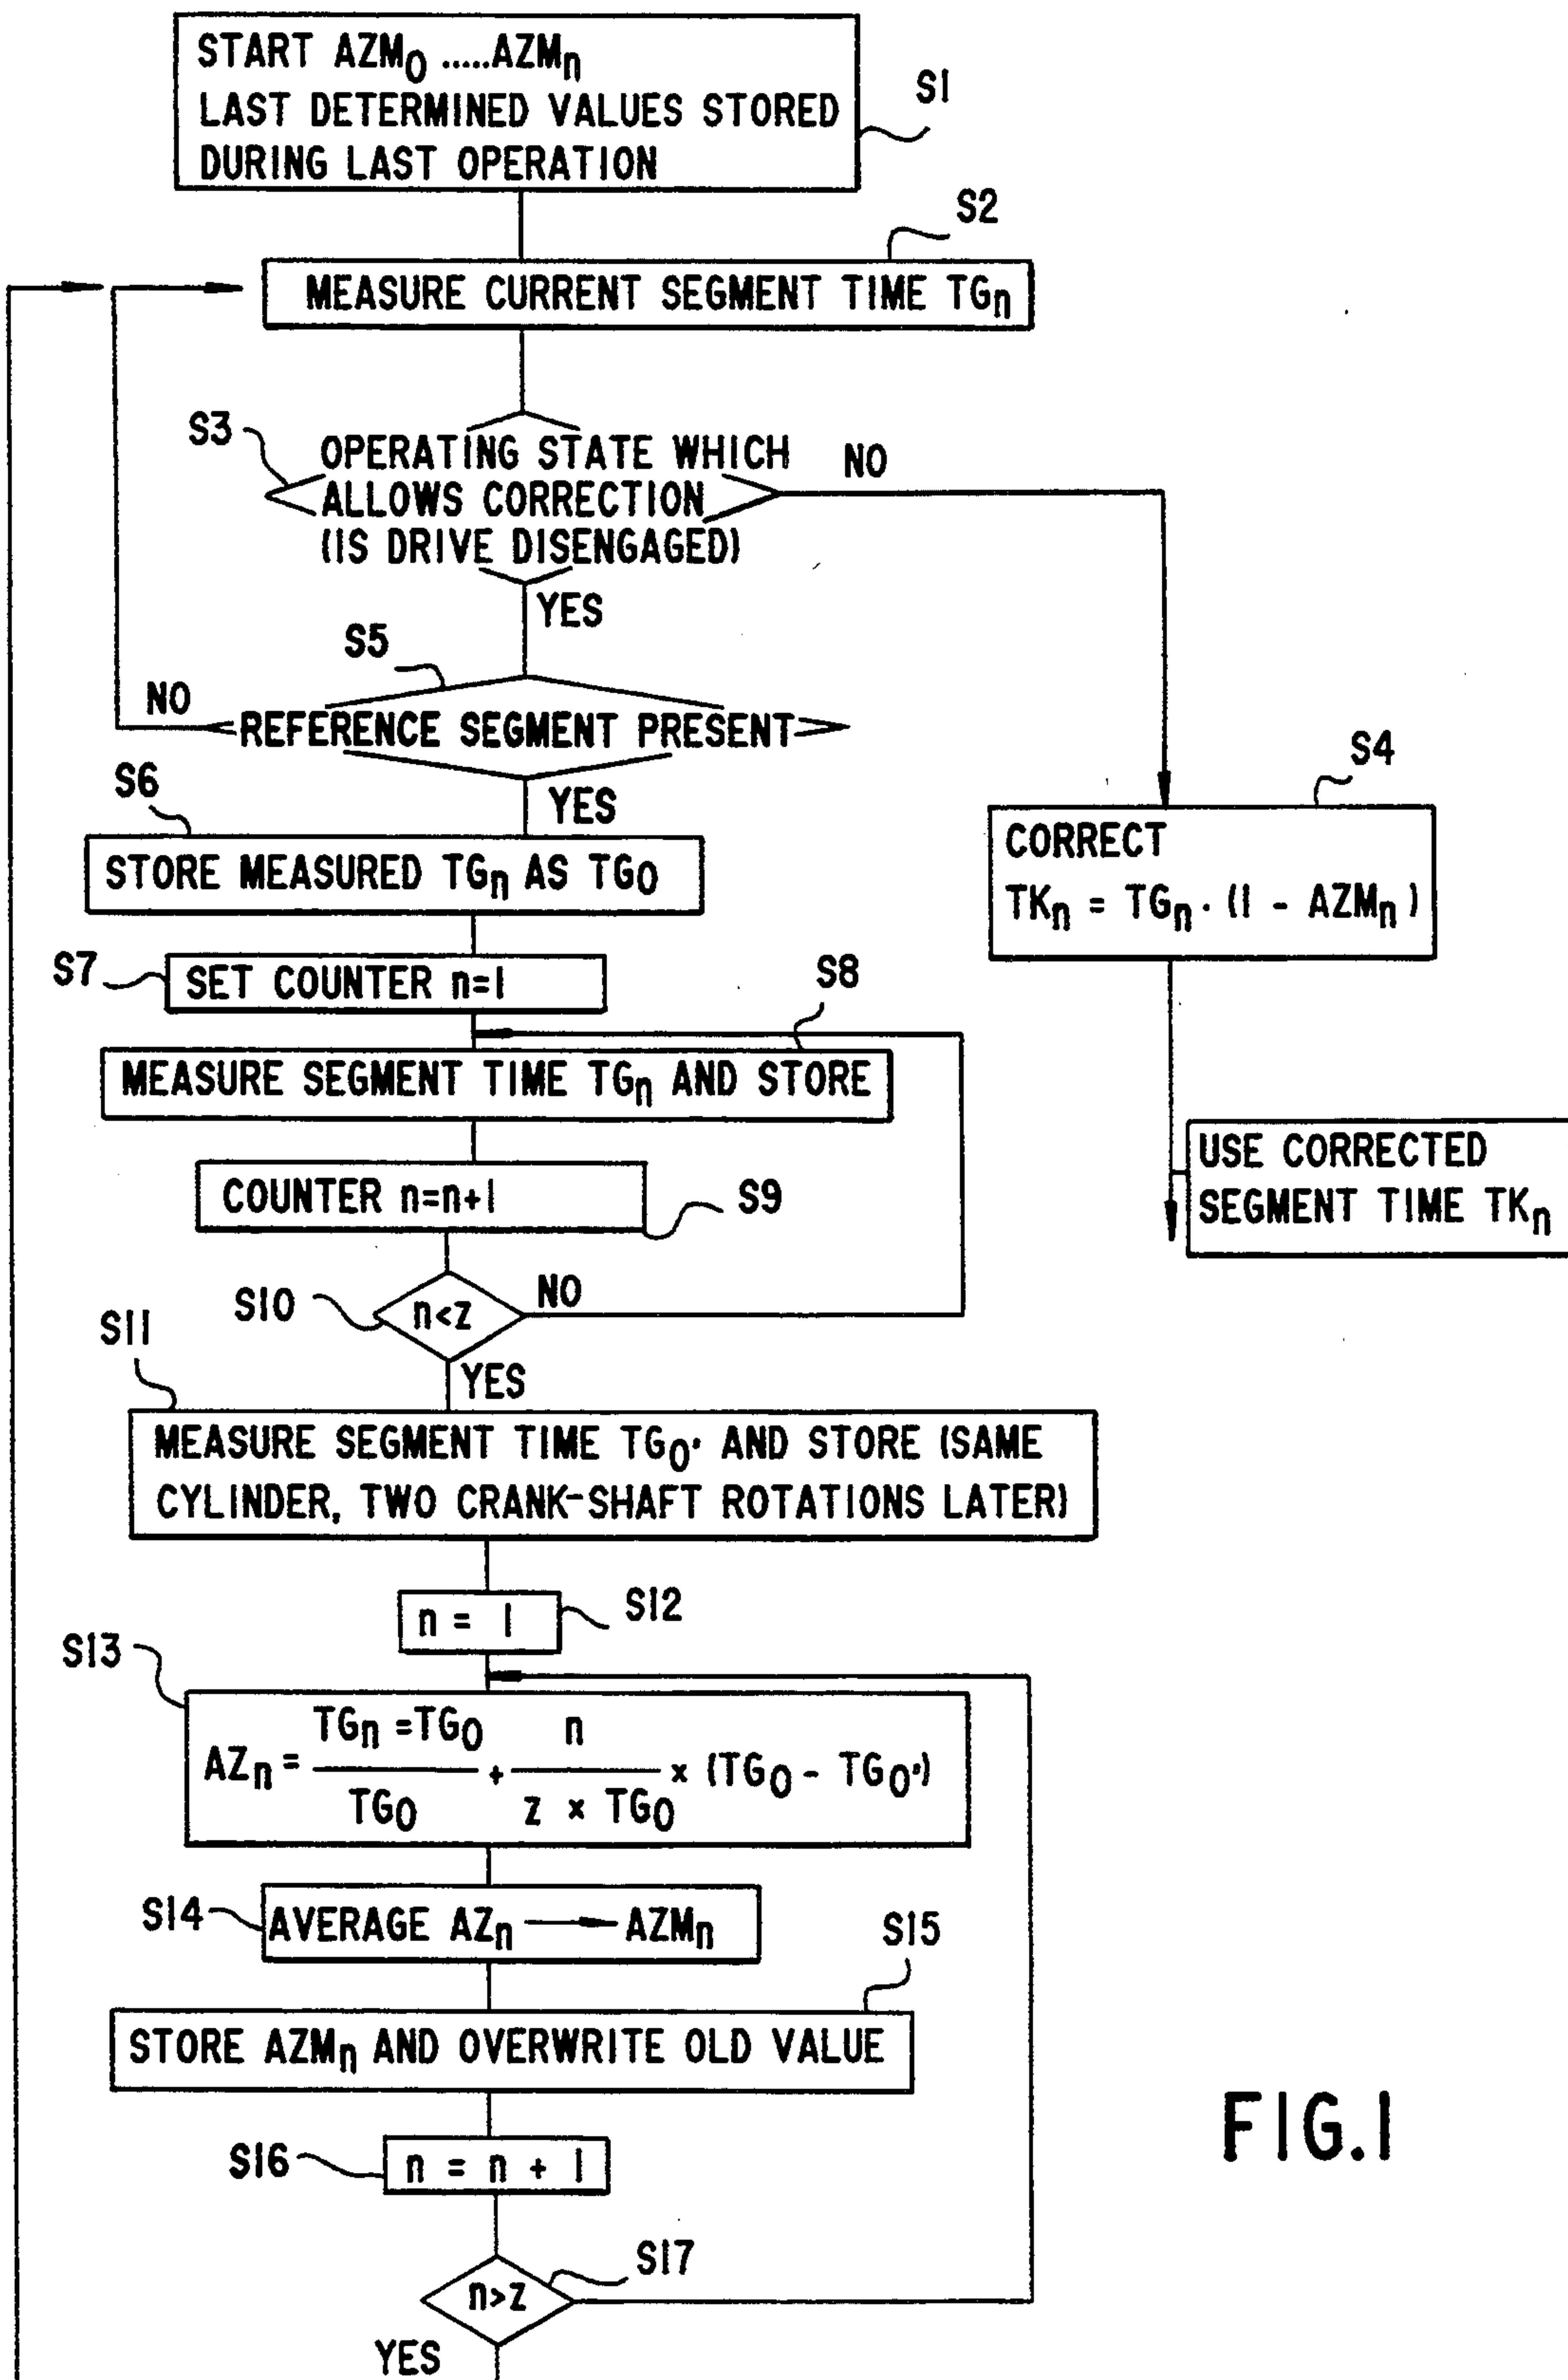 START AZM0 .....AZMn
LAST DETERMINED VALUES STORED
DURING LAST OPERATION
S1
S2
MEASURE CURRENT SEGMENT TIME TGn
S3
OPERATING STATE WHICH
ALLOWS CORRECTION
(IS DRIVE DISENGAGED)
NO
YES
S5
NO
REFERENCE SEGMENT PRESENT
YES
S4
CORRECT
TKn = TGn · (1 - AZMn)
S6
STORE MEASURED TGn AS TG0
S7
SET COUNTER n=1
S8
MEASURE SEGMENT TIME TGn AND STORE
USE CORRECTED
SEGMENT TIME TKn
COUNTER n=n+1
S9
S10
n<z
NO
YES
S11
MEASURE SEGMENT TIME TG0' AND STORE (SAME
CYLINDER, TWO CRANK-SHAFT ROTATIONS LATER)
n = 1
S12
S13
AZn = TGn =TG0 / TG0 + n / z × TG0 × (TG0 - TG0')
S14
AVERAGE AZn → AZMn
S15
STORE AZMn AND OVERWRITE OLD VALUE
S16
n = n + 1
S17
n>z
YES
FIG.1